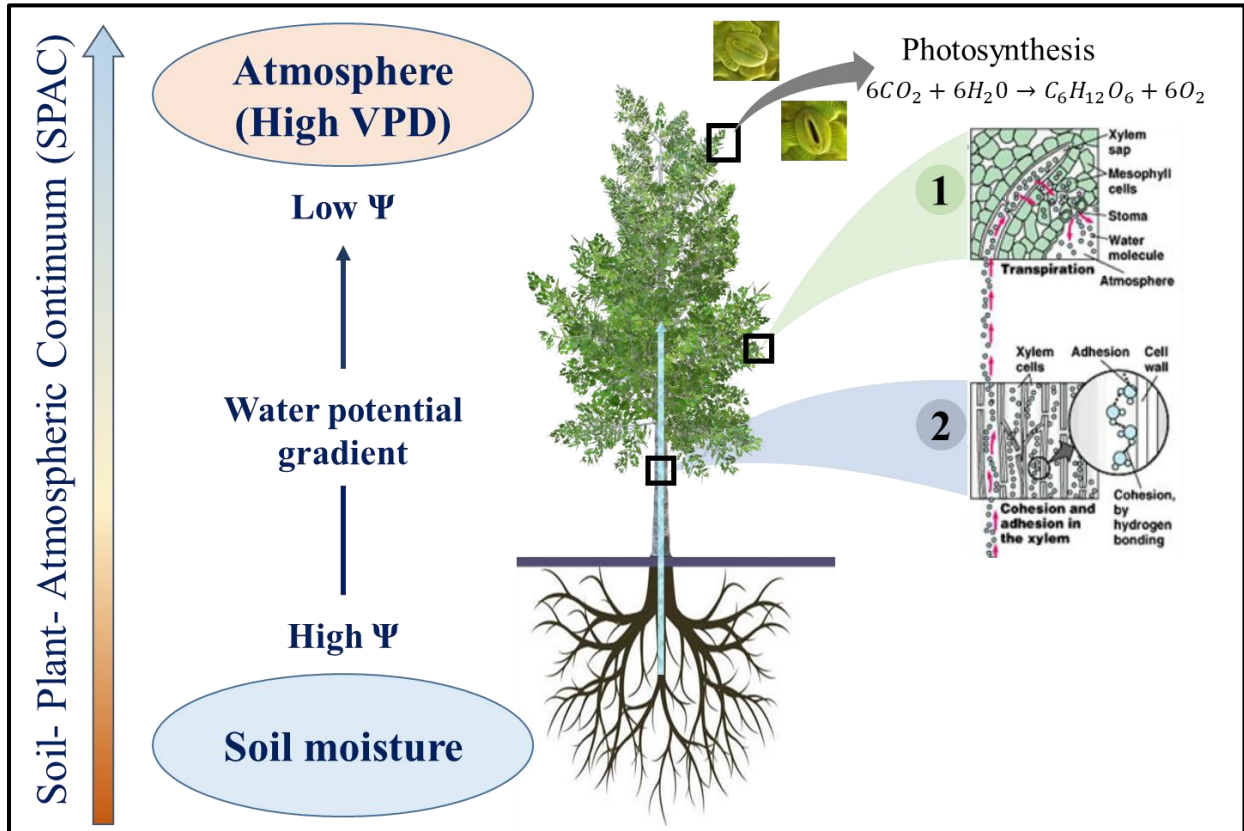 Soil- Plant- Atmospheric Continuum (SPAC)
Atmosphere
(High VPD)
Low Ψ
Water potential
gradient
High Ψ
Soil moisture
Photosynthesis
6CO₂ + 6H₂0 → C₆H₁₂O₆ + 6O₂
1
Xylem
sap
Mesophyll
cells
Stoma
Water
molecule
Atmosphere
Transpiration
2
Xylem
cells
Adhesion
Cell
wall
Cohesion,
by
hydrogen
bonding
Cohesion and
adhesion in
the xylem